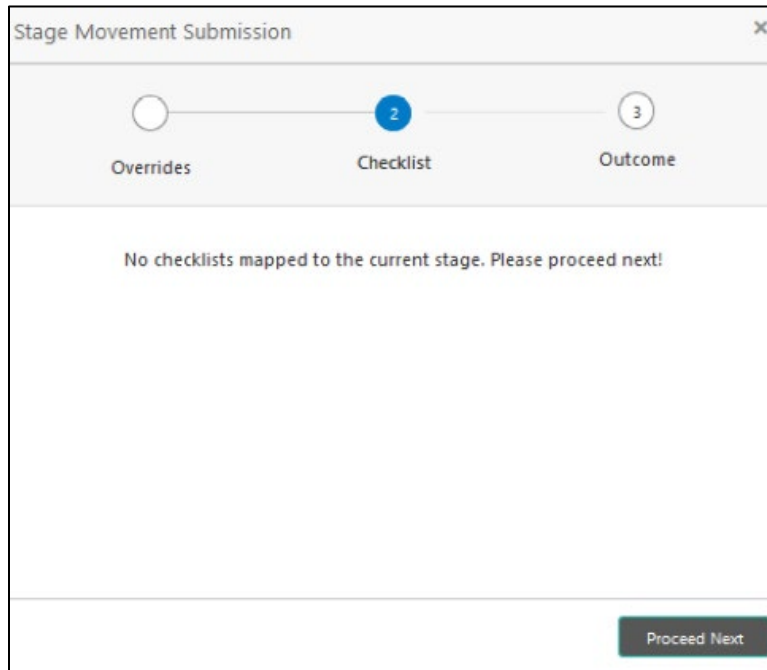 Stage Movement Submission
×
2
3
Overrides
Checklist
Outcome
No checklists mapped to the current stage. Please proceed next!
Proceed Next